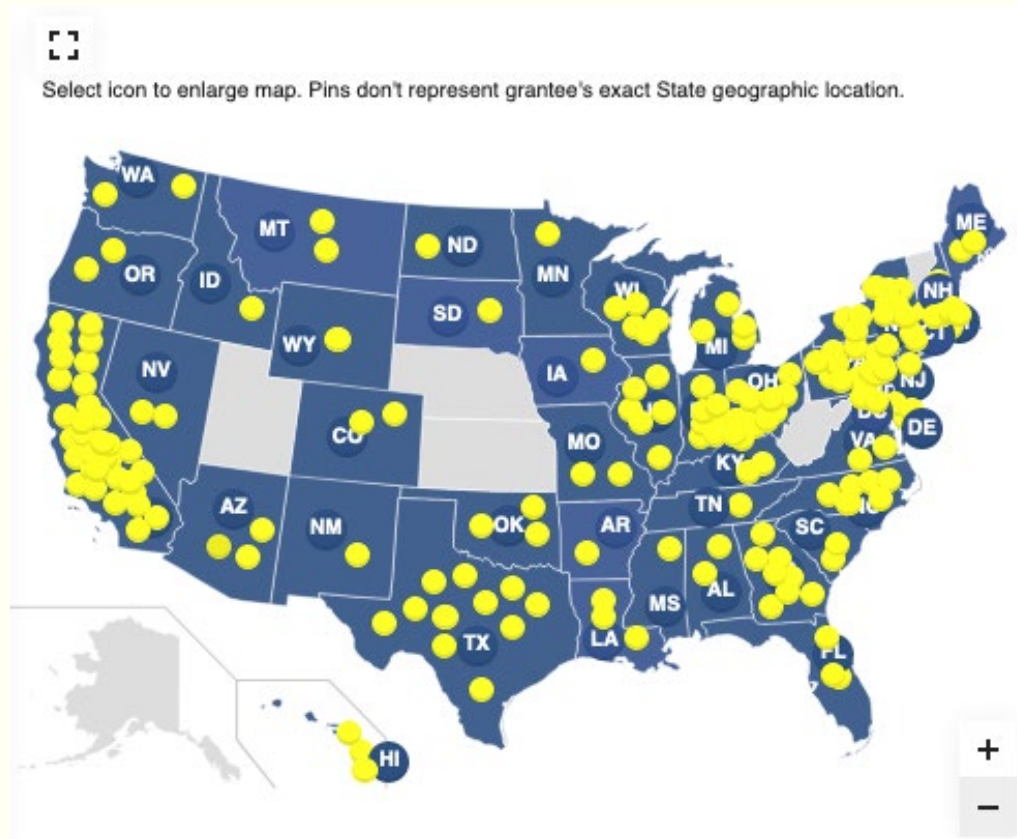 Select icon to enlarge map. Pins don't represent grantee's exact State geographic location.
WA
ME
MT
ND
OR
MN
ID
WI
NH
SD
WY
MI
CT
NV
IA
OH
NJ
CO
DE
MO
VA
KY
AZ
TN
NM
OK
AR
SC
NC
AL
MS
TX
LA
FL
HI
+
−